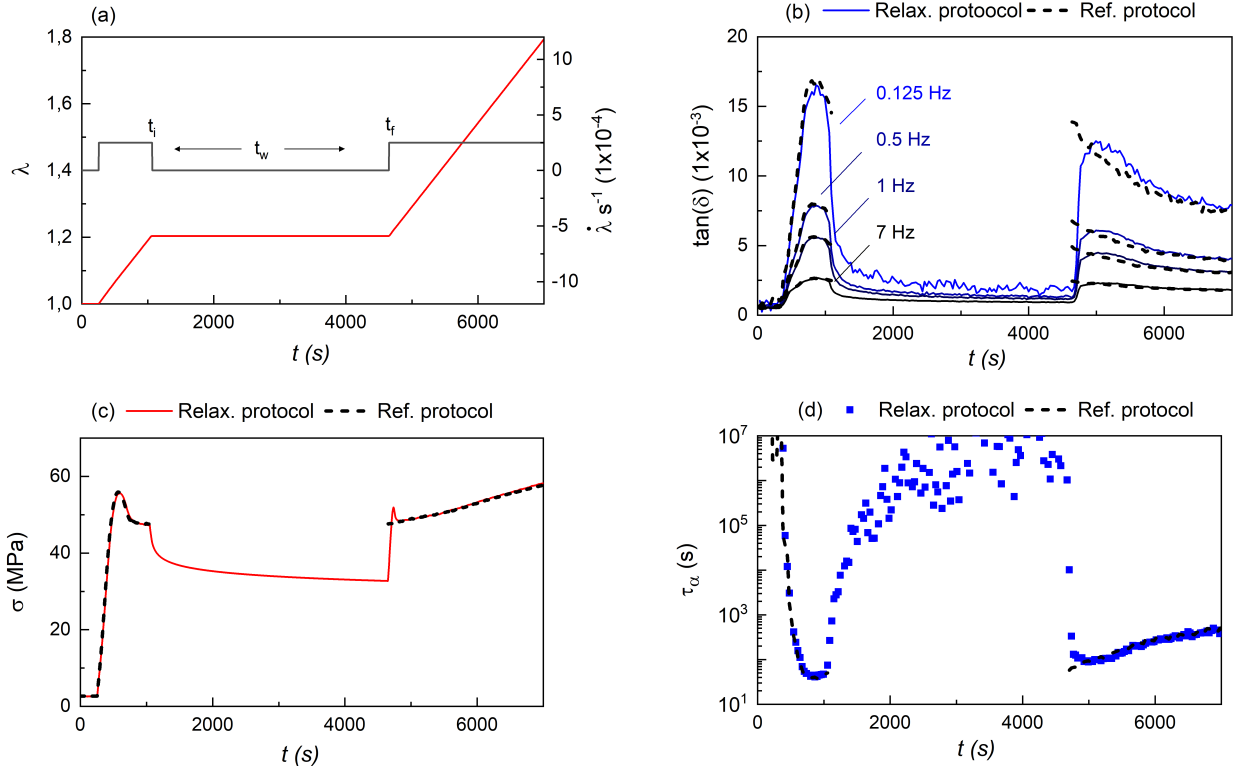 (a)
1,8
1,6
1,4
1,2
1,0
λ
10
5
0
-5
-10
λ̇ s⁻¹ (1x10⁻⁴)
tᵢ
t_w
t_f
0 2000 4000 6000
t (s)
(b) Relax. protoocol Ref. protocol
20
15
10
5
0
tan(δ) (1x10⁻³)
0.125 Hz
0.5 Hz
1 Hz
7 Hz
0 2000 4000 6000
t (s)
(c) Relax. protocol Ref. protocol
60
40
20
0
σ (MPa)
0 2000 4000 6000
t (s)
(d) Relax. protocol Ref. protocol
10⁷
10⁵
10³
10¹
τ_α (s)
0 2000 4000 6000
t (s)